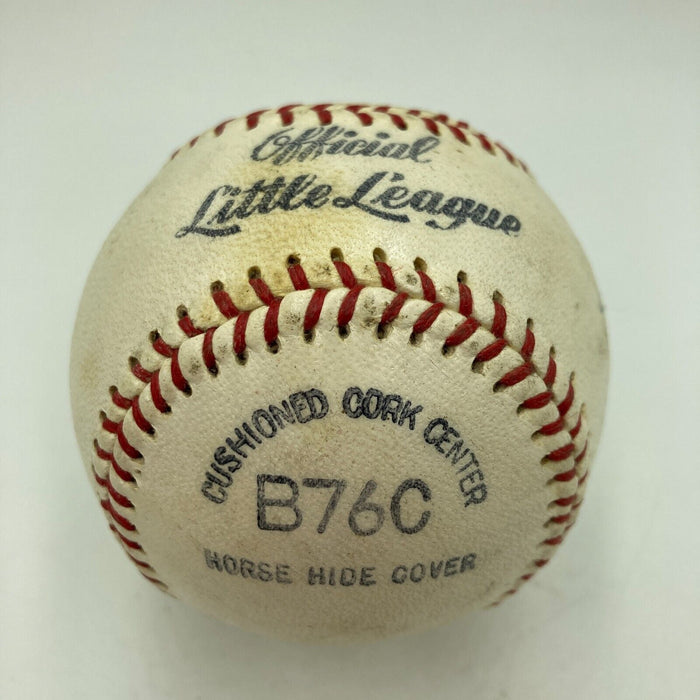 Official
Little League
CUSHIONED CORK CENTER
B76C
HORSE HIDE COVER